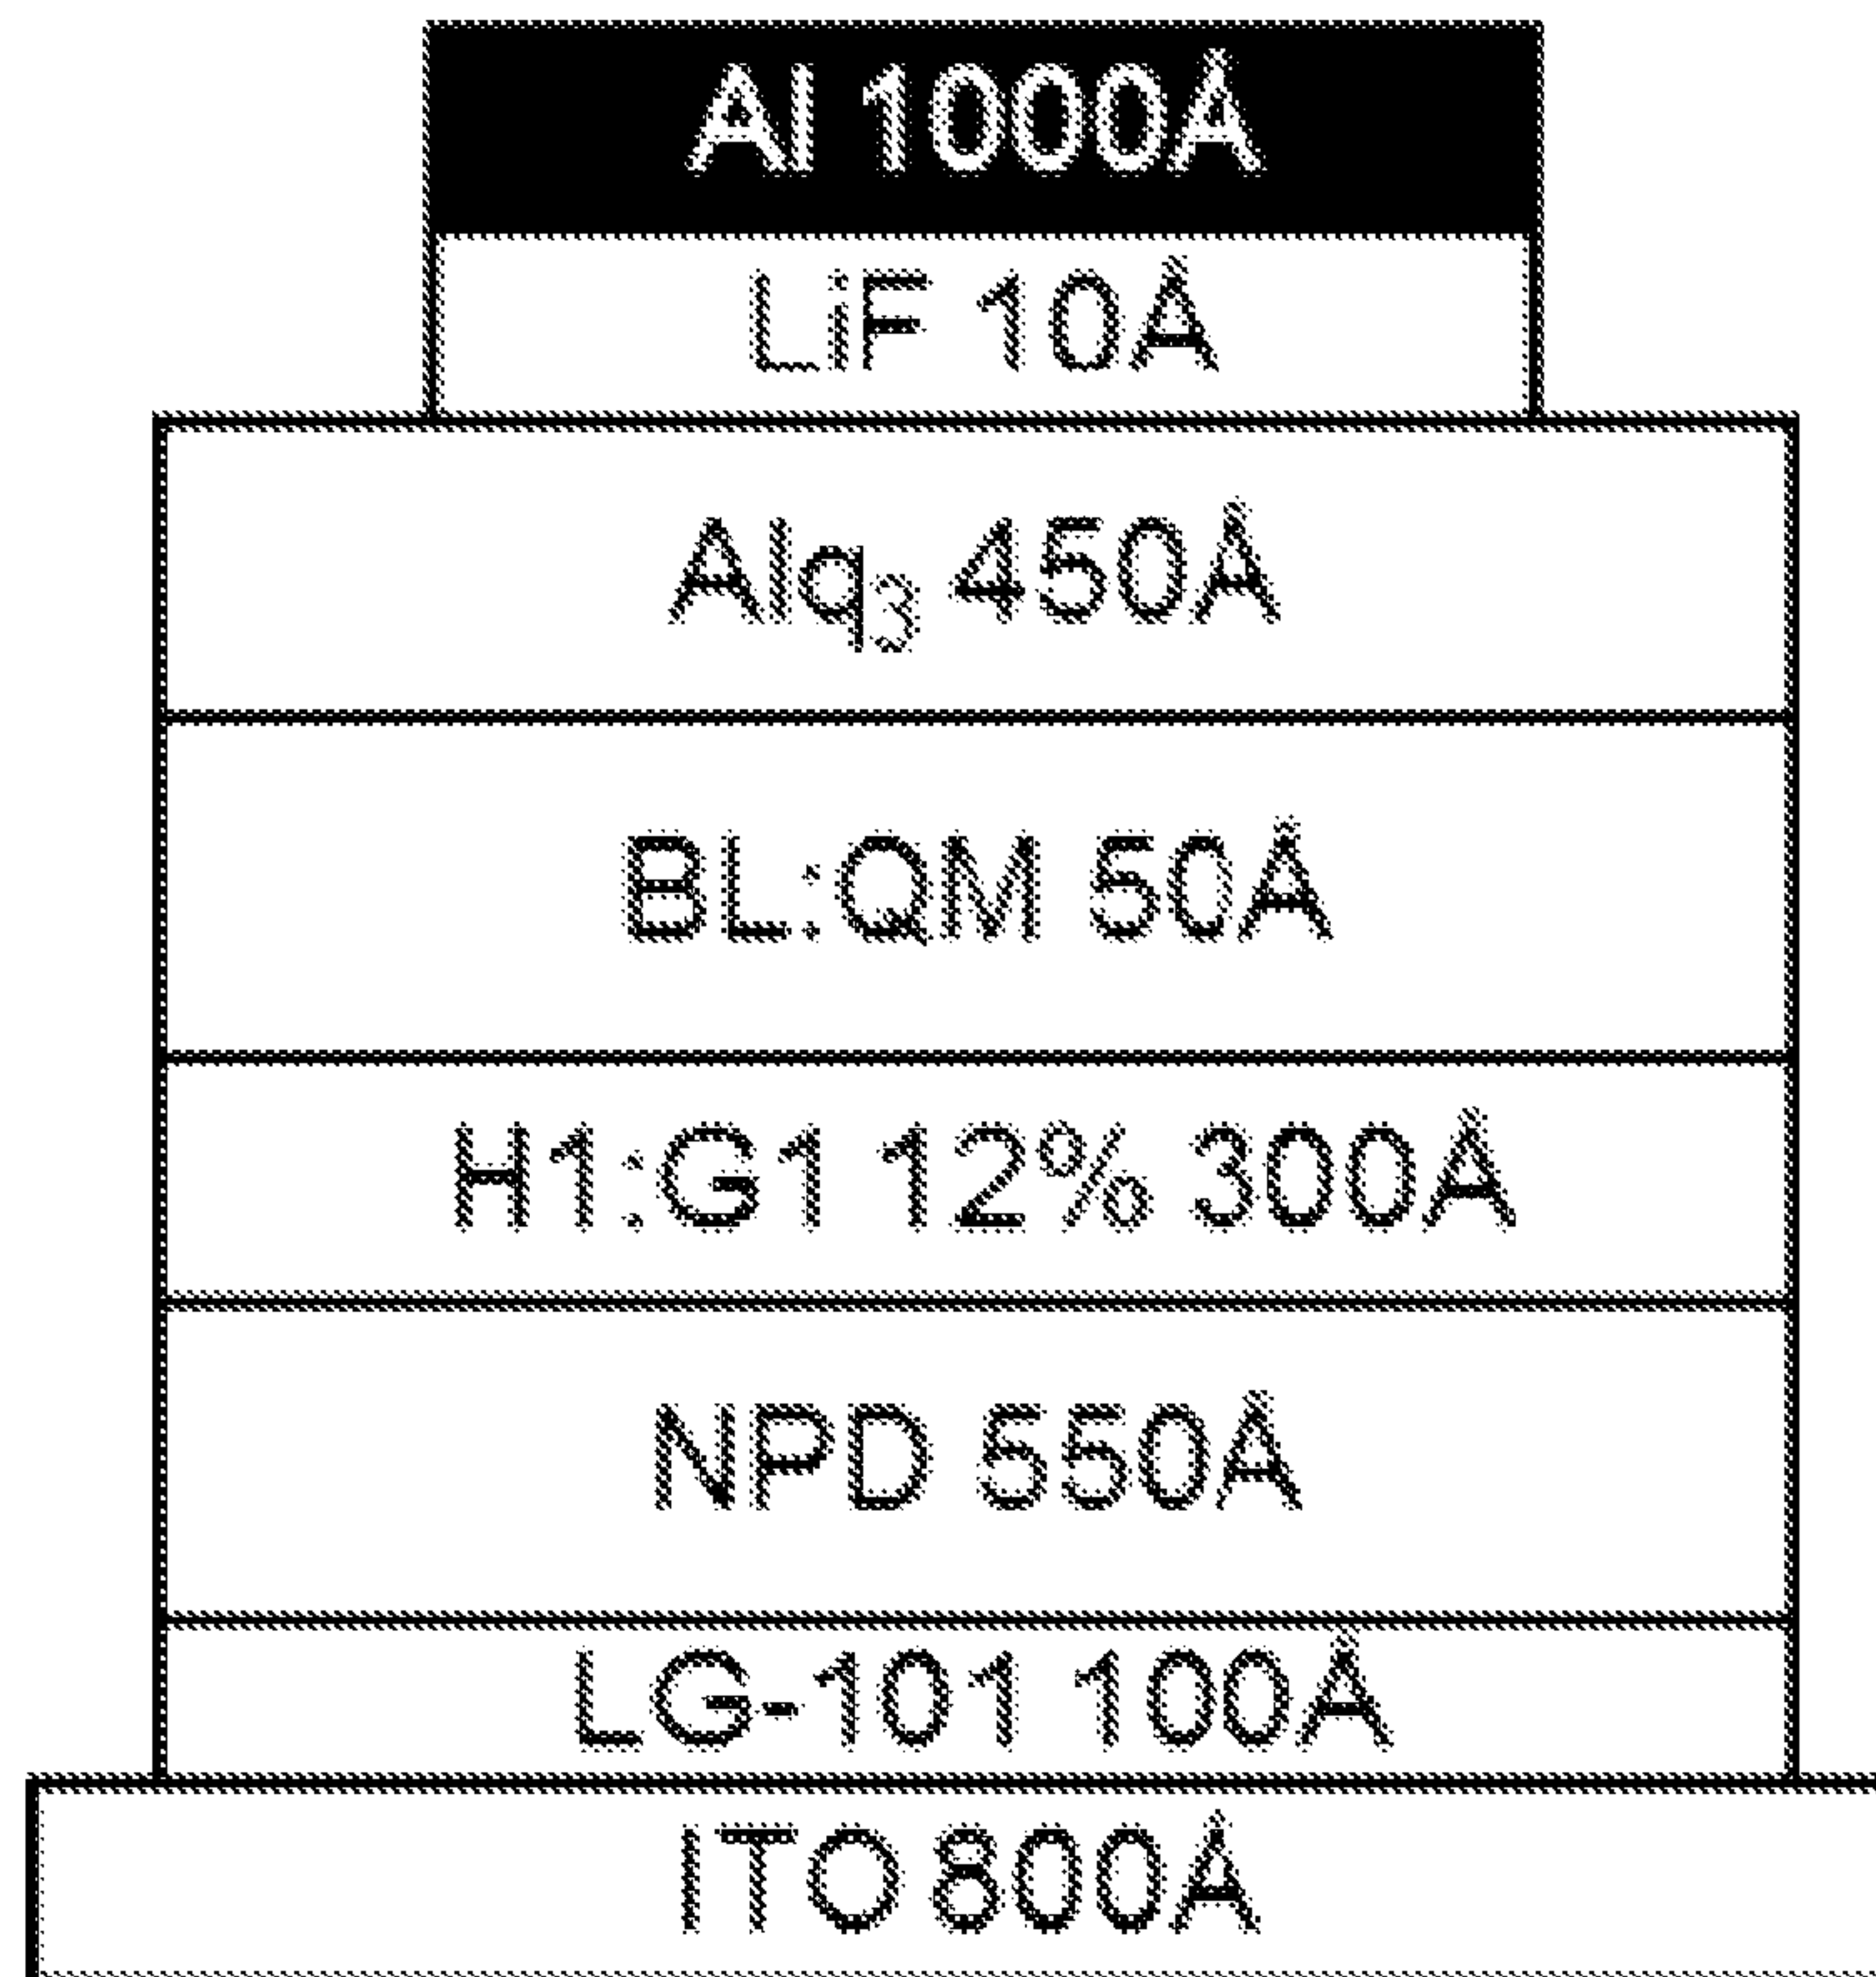 Al 1000Å
LiF 10Å
Alq₃ 450Å
BL:QM 50Å
H1:G1 12% 300Å
NPD 550Å
LG-101 100Å
ITO 800Å